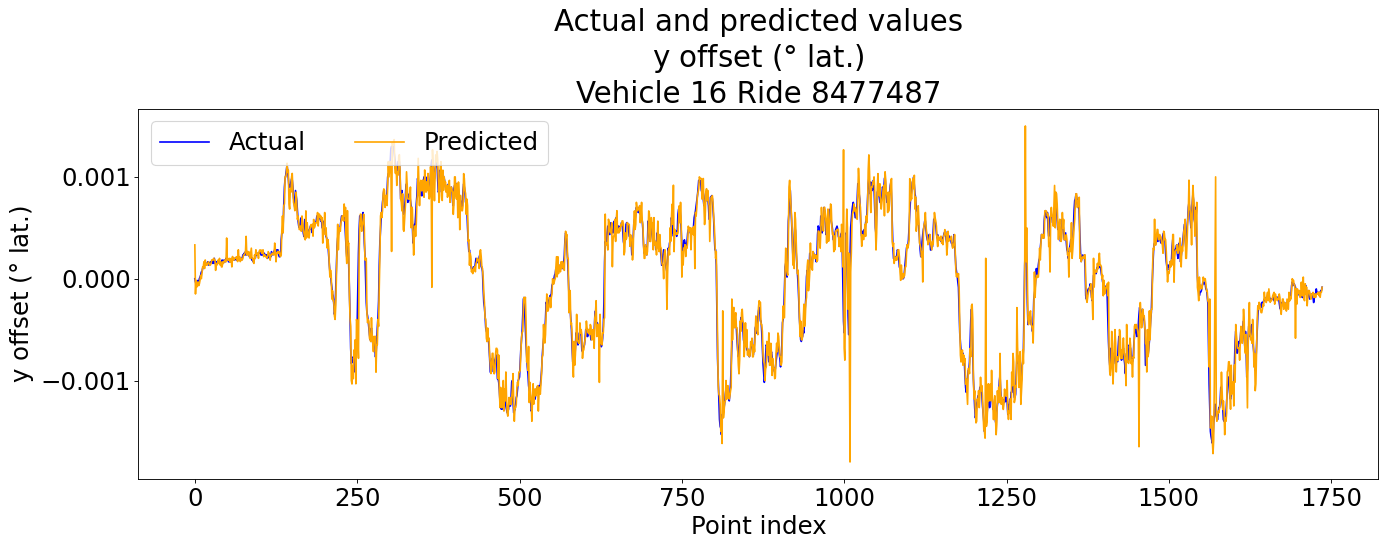 Actual and predicted values
y offset (° lat.)
Vehicle 16 Ride 8477487
Actual
Predicted
y offset (° lat.)
0.001
0.000
−0.001
0
250
500
750
1000
1250
1500
1750
Point index